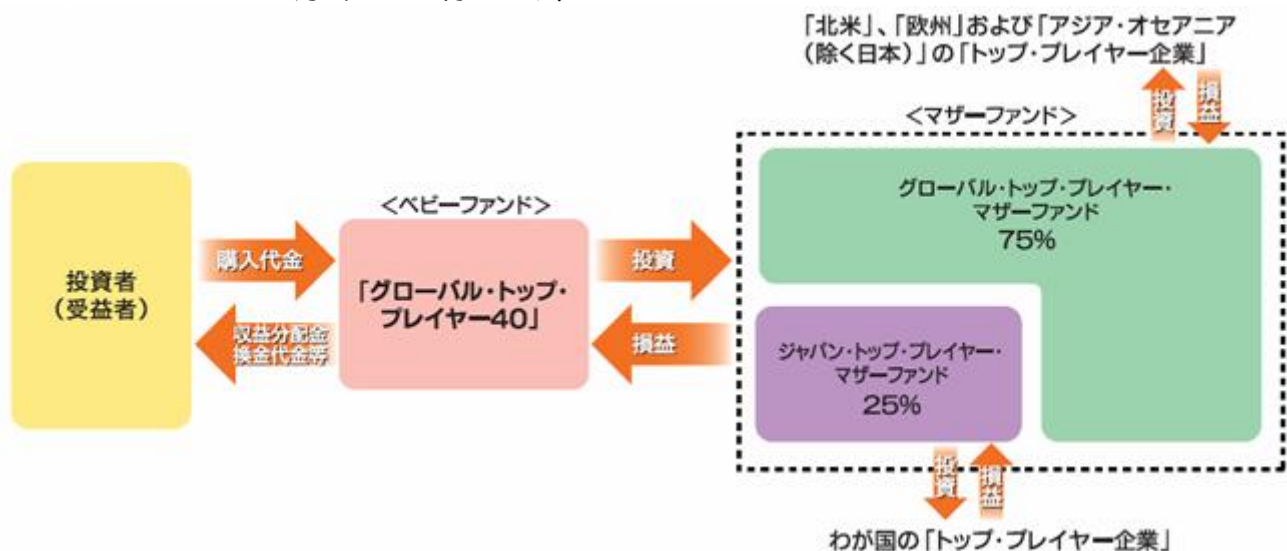 「北米」、「欧州」および「アジア・オセアニア
(除く日本)」の「トップ・プレイヤー企業」
投資
損益
<マザーファンド>
グローバル・トップ・プレイヤー・
マザーファンド
75%
<ベビーファンド>
投資者
(受益者)
購入代金
収益分配金
換金代金等
「グローバル・トップ・
プレイヤー40」
投資
損益
ジャパン・トップ・プレイヤー・
マザーファンド
25%
投資
損益
わが国の「トップ・プレイヤー企業」